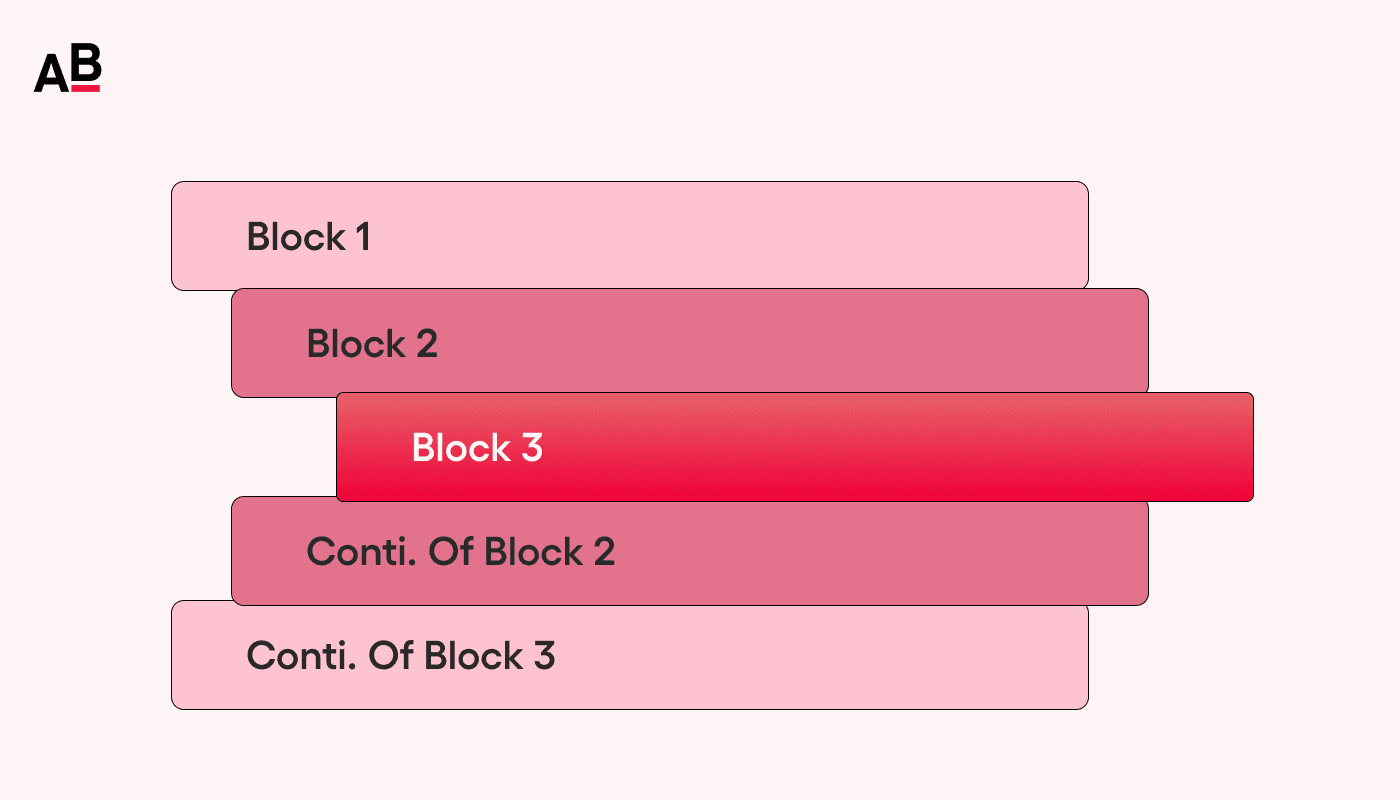 AB
Block 1
Block 2
Block 3
Conti. Of Block 2
Conti. Of Block 3